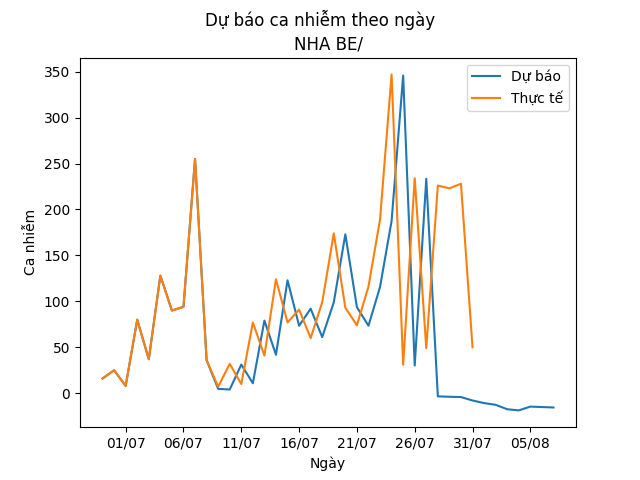 Dự báo ca nhiễm theo ngày
NHA BE/
Dự báo
Thực tế
Ca nhiễm
350
300
250
200
150
100
50
0
01/07 06/07 11/07 16/07 21/07 26/07 31/07 05/08
Ngày